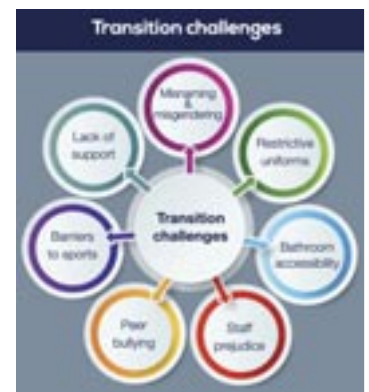 Transition challenges
Misnaming
&
misgendering
Restrictive
uniforms
Bathroom
accessibility
Staff
prejudice
Peer
bullying
Barriers
to sports
Lack of
support
Transition
challenges